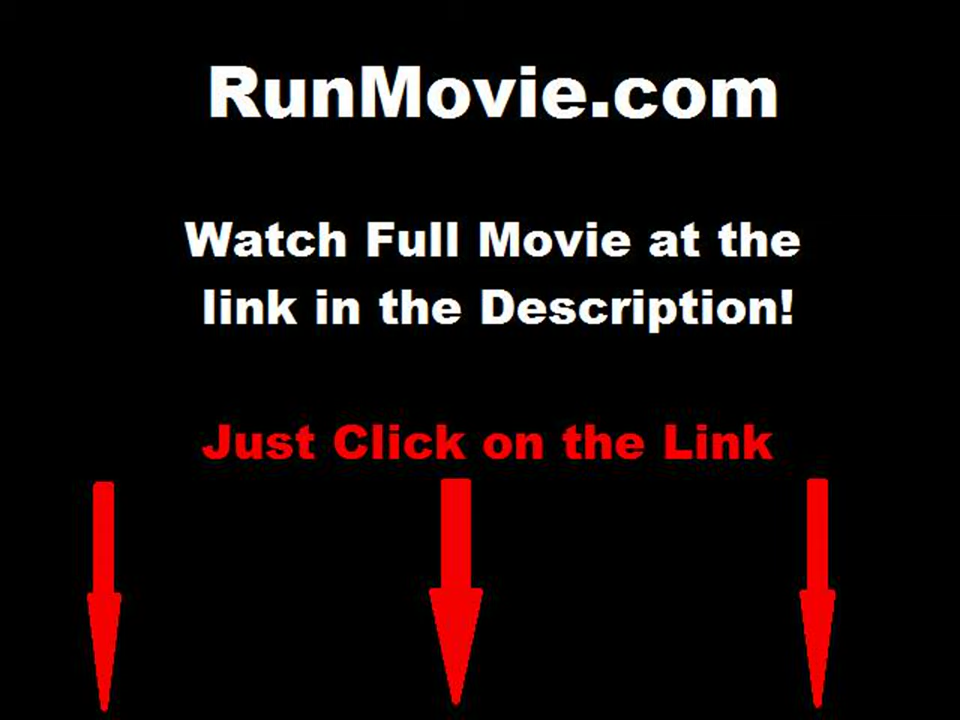 RunMovie.com
Watch Full Movie at the
link in the Description!
Just Click on the Link